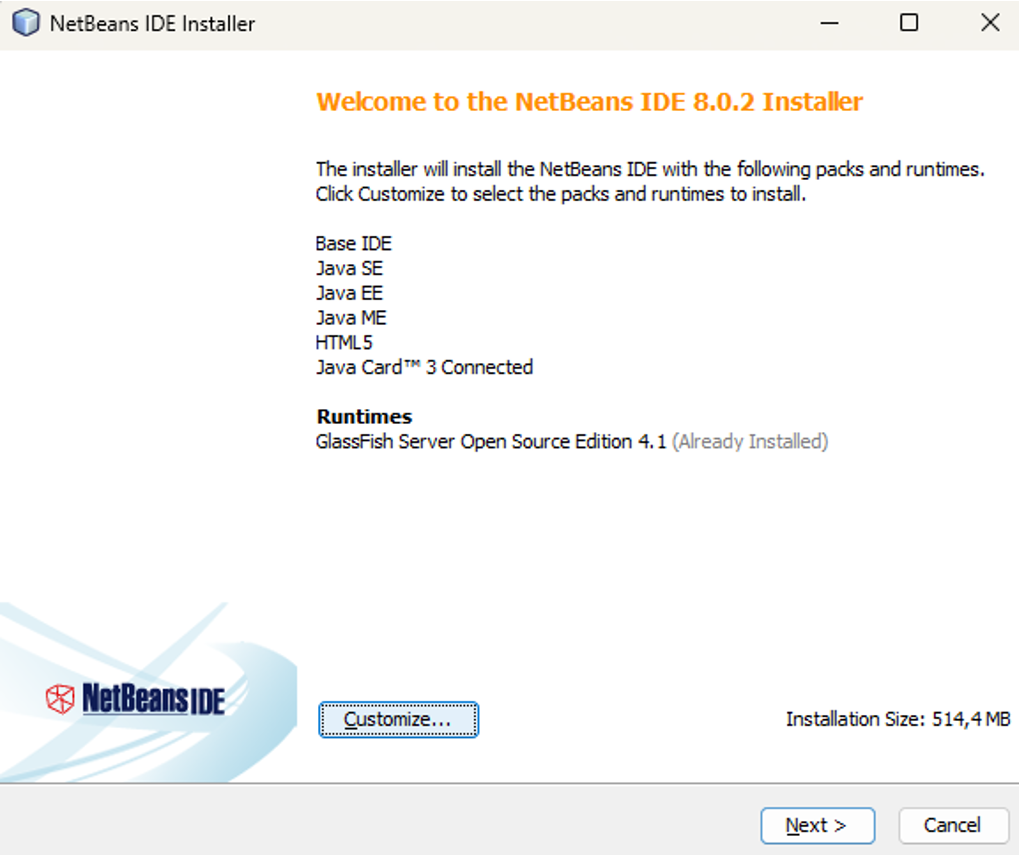 NetBeans IDE Installer
Welcome to the NetBeans IDE 8.0.2 Installer
The installer will install the NetBeans IDE with the following packs and runtimes.
Click Customize to select the packs and runtimes to install.
Base IDE
Java SE
Java EE
Java ME
HTML5
Java Card™ 3 Connected
Runtimes
GlassFish Server Open Source Edition 4.1 (Already Installed)
NetBeans IDE
Customize...
Installation Size: 514,4 MB
Next >
Cancel